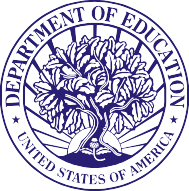 DEPARTMENT OF EDUCATION
UNITED STATES OF AMERICA